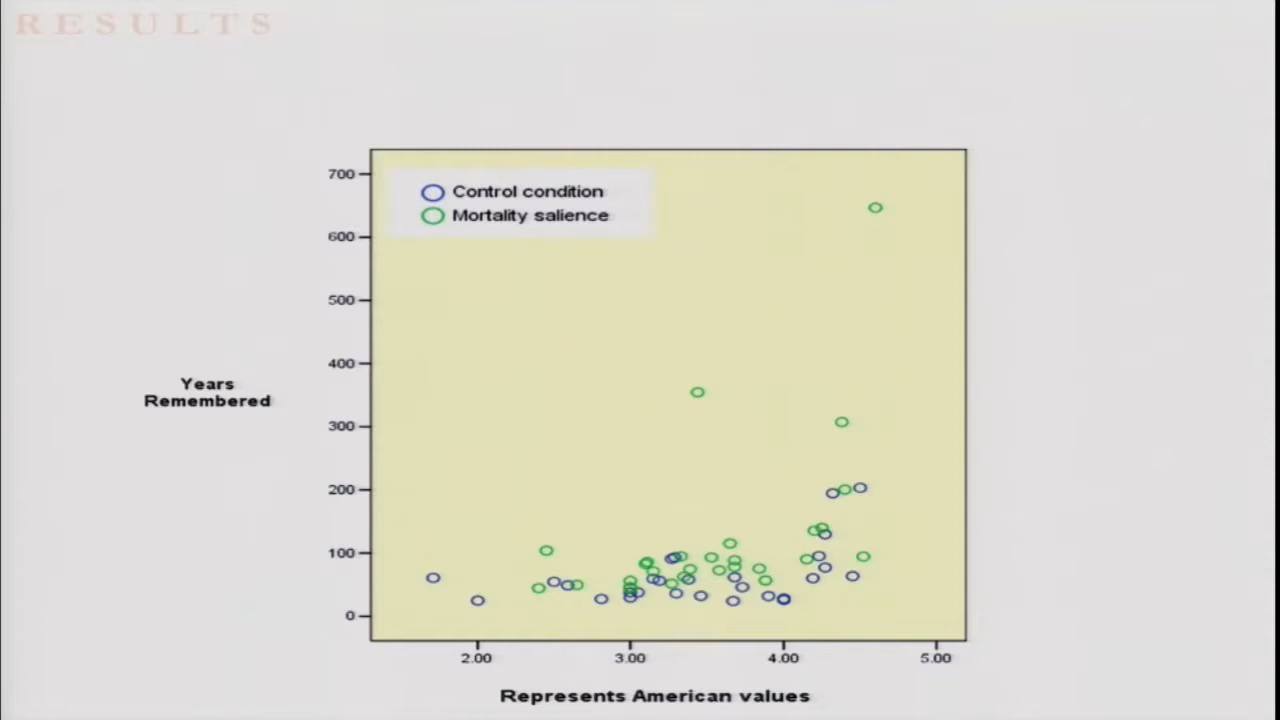 RESULTS
700
Control condition
Mortality salience
600
500
400
Years
Remembered
300
200
100
0
2.00 3.00 4.00 5.00
Represents American values